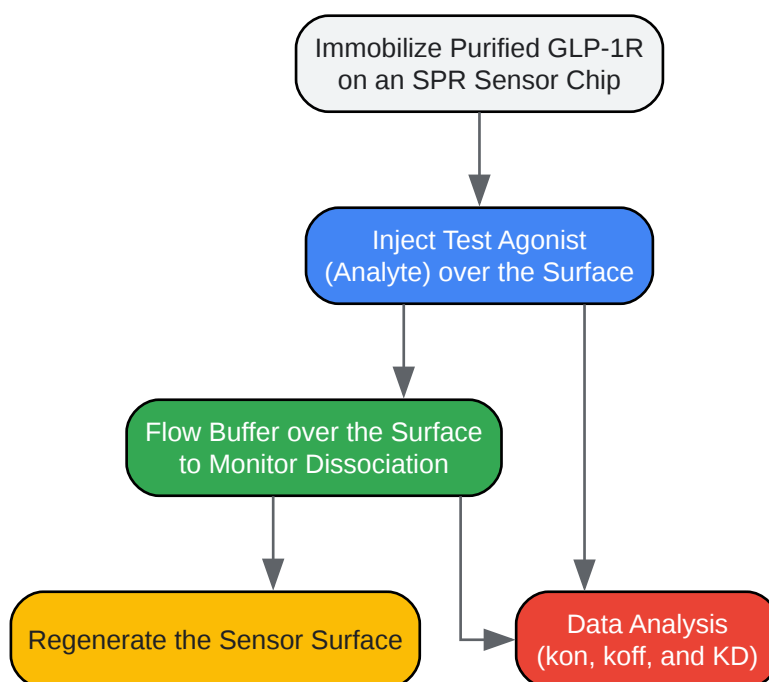 Immobilize Purified GLP-1R
on an SPR Sensor Chip
Inject Test Agonist
(Analyte) over the Surface
Flow Buffer over the Surface
to Monitor Dissociation
Regenerate the Sensor Surface
Data Analysis
(kon, koff, and KD)